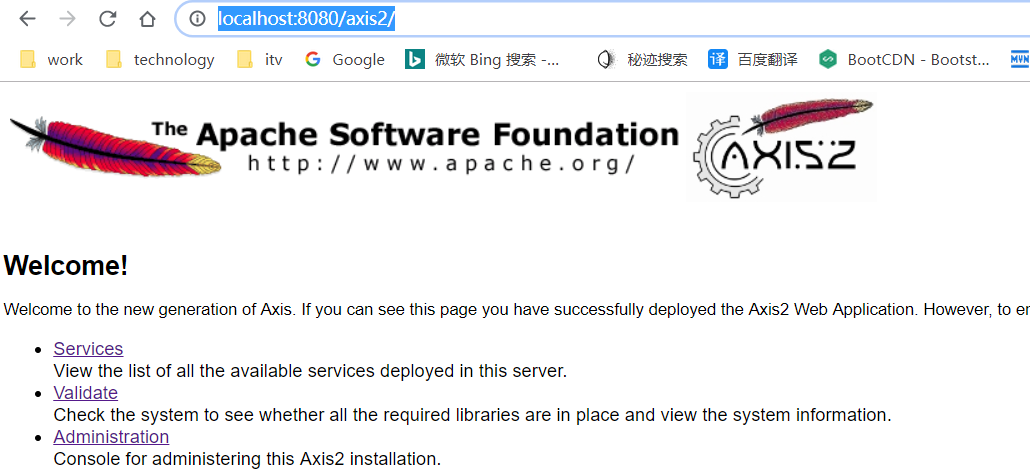 localhost:8080/axis2/
work technology itv Google 微软 Bing 搜索 -... 秘迹搜索 译 百度翻译 BootCDN - Bootst... MVN
The Apache Software Foundation
http://www.apache.org/
AXIS2
Welcome!
Welcome to the new generation of Axis. If you can see this page you have successfully deployed the Axis2 Web Application. However, to
Services
View the list of all the available services deployed in this server.
Validate
Check the system to see whether all the required libraries are in place and view the system information.
Administration
Console for administering this Axis2 installation.